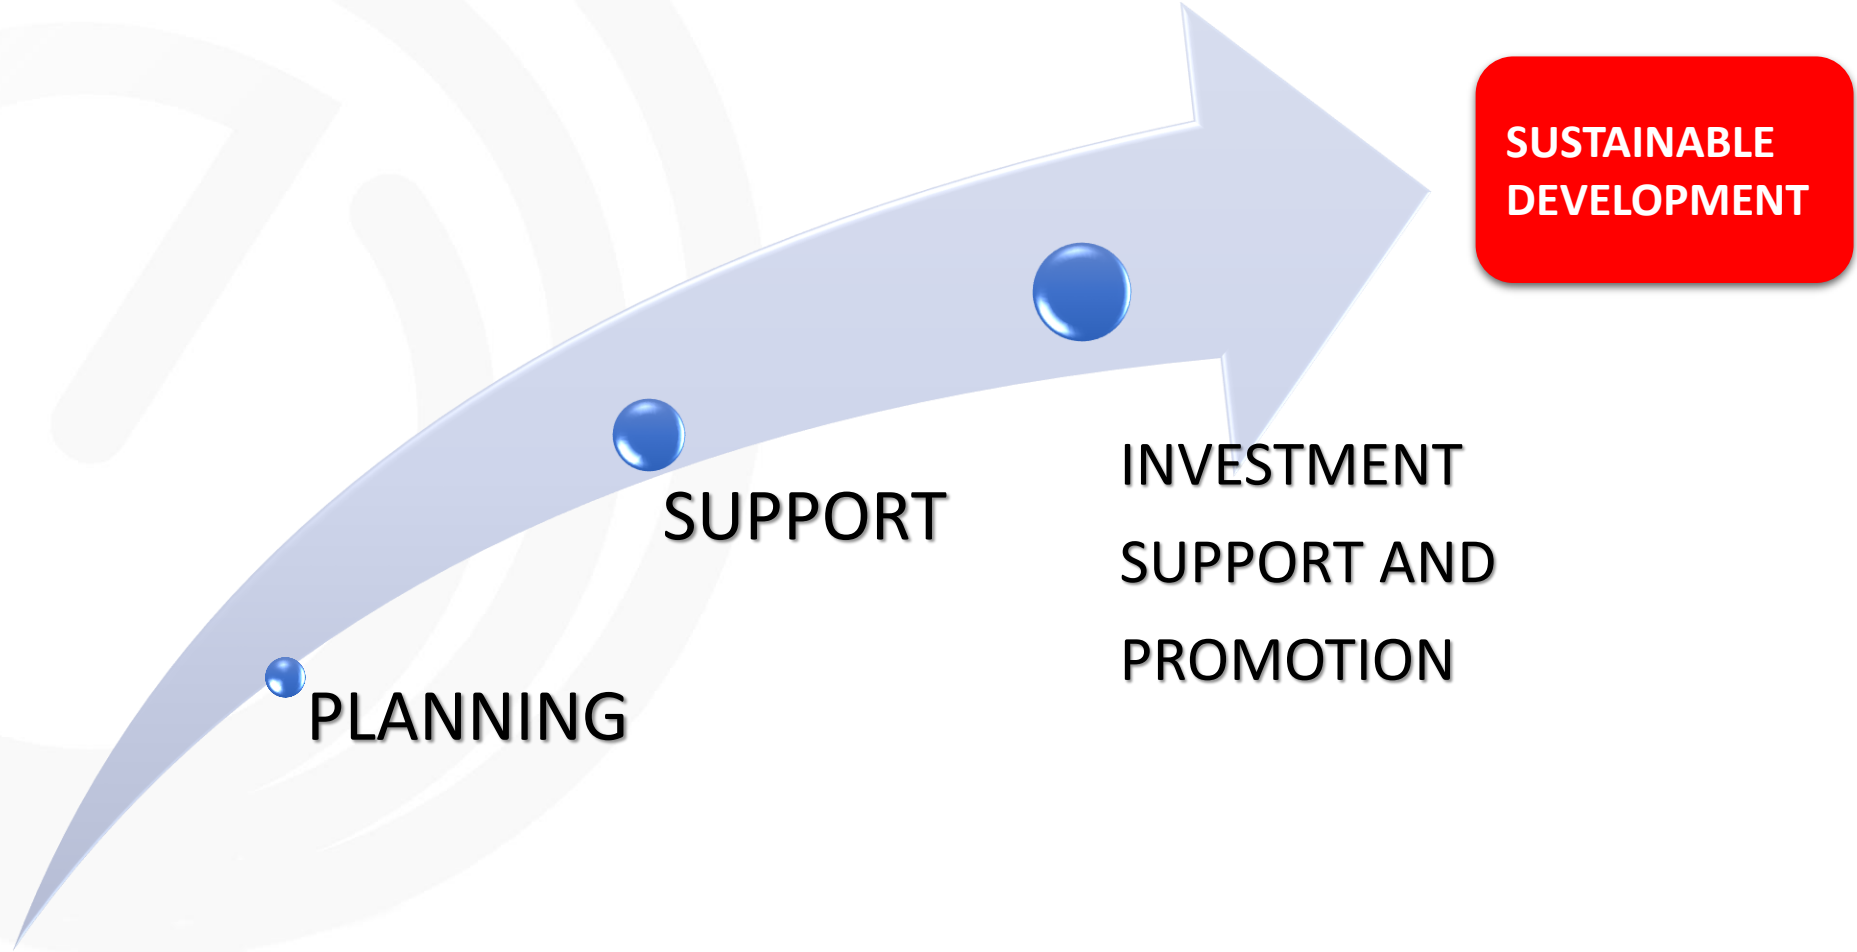 SUSTAINABLE
DEVELOPMENT
INVESTMENT
SUPPORT AND
PROMOTION
SUPPORT
PLANNING